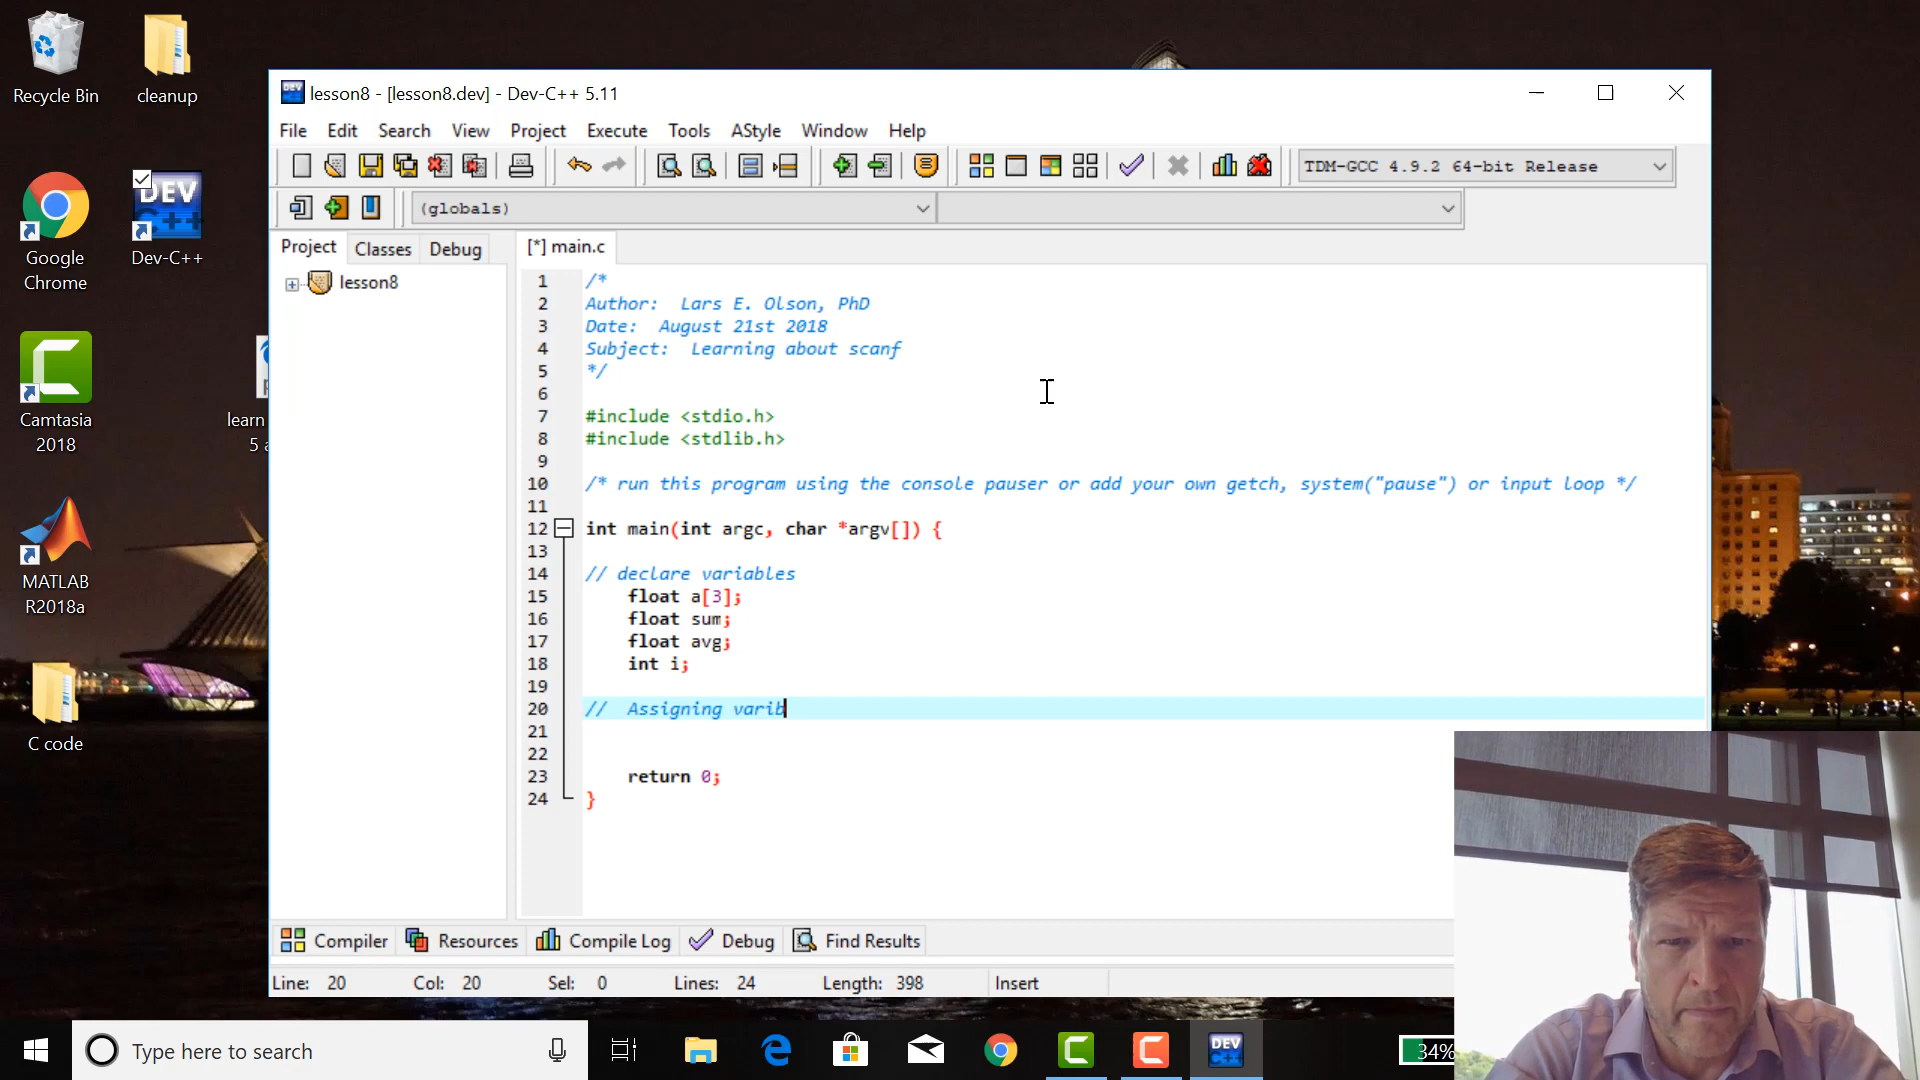 Recycle Bin
cleanup
Google
Chrome
Dev-C++
Camtasia
2018
learn
5 a
MATLAB
R2018a
C code
lesson8 - [lesson8.dev] - Dev-C++ 5.11
File Edit Search View Project Execute Tools AStyle Window Help
TDM-GCC 4.9.2 64-bit Release
(globals)
Project Classes Debug
[*] main.c
lesson8
1 /*
2 Author:  Lars E. Olson, PhD
3 Date:  August 21st 2018
4 Subject:  Learning about scanf
5 */
6
7 #include <stdio.h>
8 #include <stdlib.h>
9
10 /* run this program using the console pauser or add your own getch, system("pause") or input loop */
11
12 int main(int argc, char *argv[]) {
13
14 // declare variables
15 float a[3];
16 float sum;
17 float avg;
18 int i;
19
20 //  Assigning varib
21
22
23 return 0;
24 }
Compiler Resources Compile Log Debug Find Results
Line: 20 Col: 20 Sel: 0 Lines: 24 Length: 398 Insert
Type here to search
DEV
34%